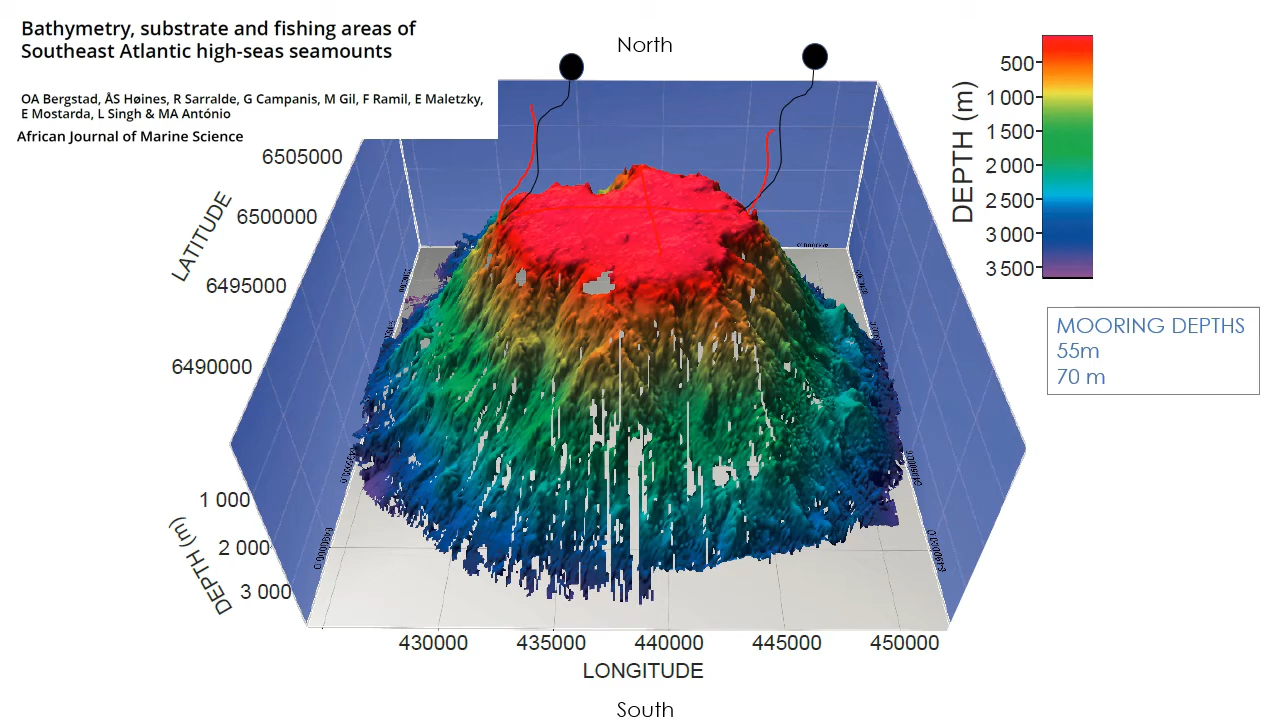 Bathymetry, substrate and fishing areas of
Southeast Atlantic high-seas seamounts
OA Bergstad, ÅS Høines, R Sarralde, G Campanis, M Gil, F Ramil, E Maletzky,
E Mostarda, L Singh & MA António
African Journal of Marine Science
North
6505000
6500000
6495000
6490000
LATITUDE
1 000
2 000
3 000
DEPTH (m)
430000 435000 440000 445000 450000
LONGITUDE
South
DEPTH (m)
500
1 000
1 500
2 000
2 500
3 000
3 500
MOORING DEPTHS
55m
70 m